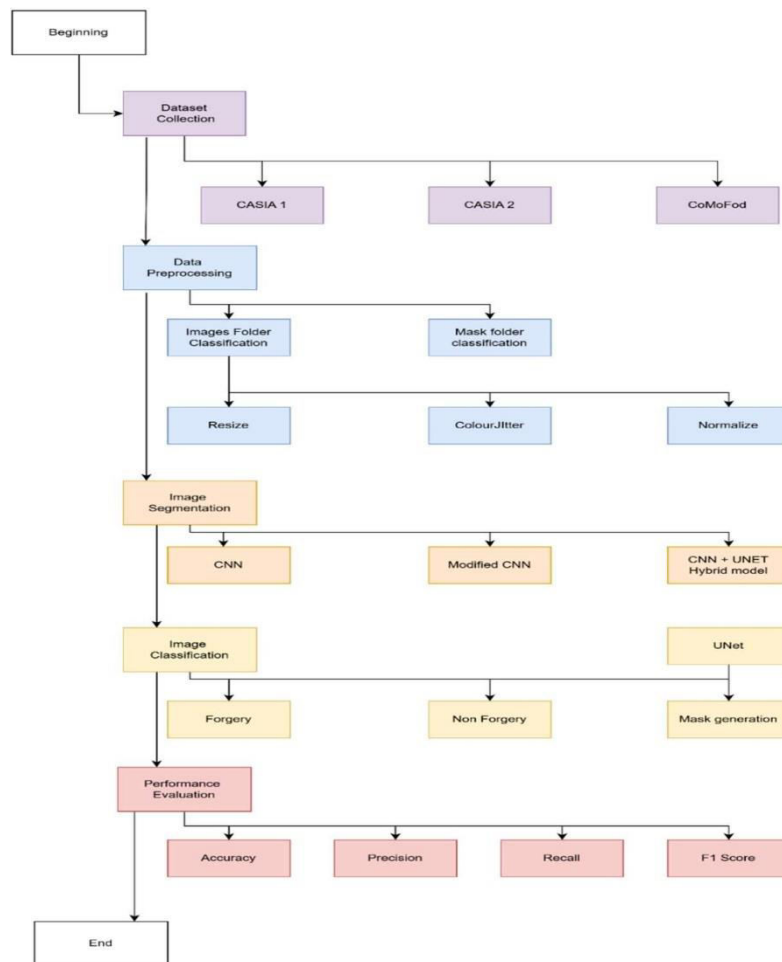 Beginning
Dataset
Collection
CASIA 1
CASIA 2
CoMoFod
Data
Preprocessing
Images Folder
Classification
Mask folder
classification
Resize
ColourJItter
Normalize
Image
Segmentation
CNN
Modified CNN
CNN + UNET
Hybrid model
Image
Classification
UNet
Forgery
Non Forgery
Mask generation
Performance
Evaluation
Accuracy
Precision
Recall
F1 Score
End